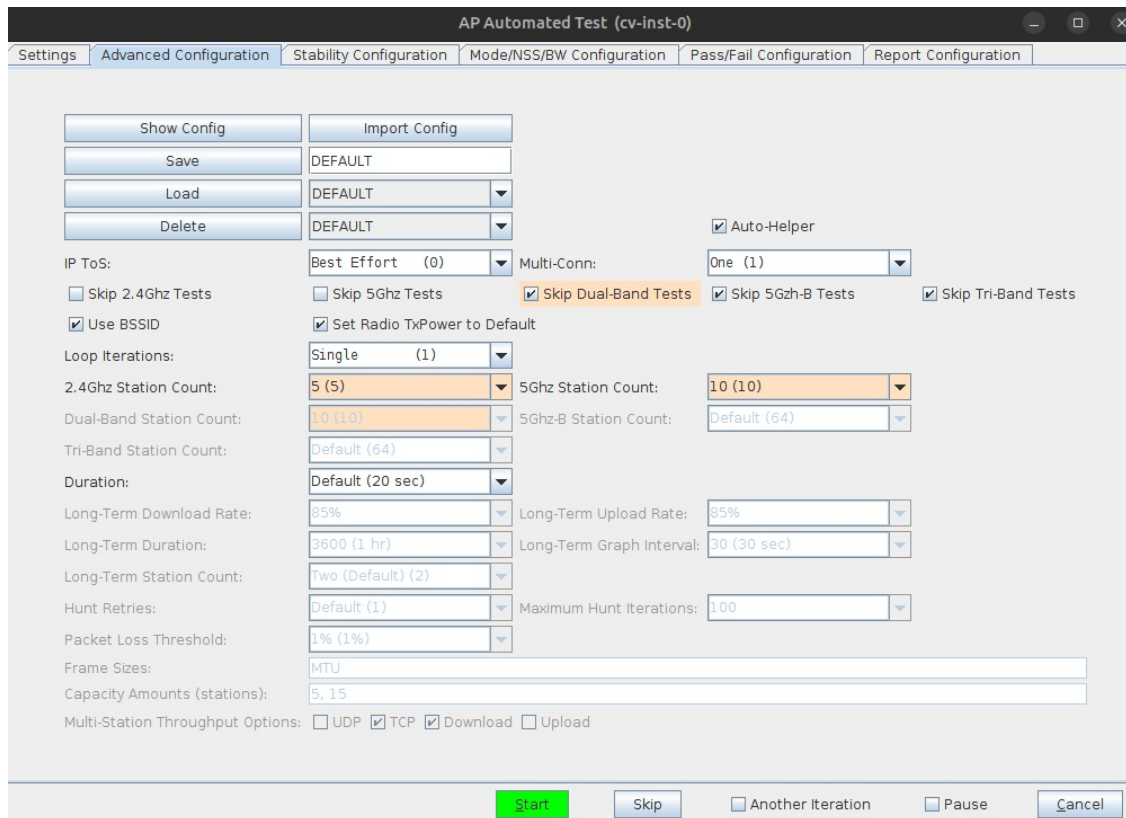 AP Automated Test (cv-inst-0)
Settings Advanced Configuration Stability Configuration Mode/NSS/BW Configuration Pass/Fail Configuration Report Configuration
Show Config Import Config
Save DEFAULT
Load DEFAULT
Delete DEFAULT Auto-Helper
IP ToS: Best Effort (0) Multi-Conn: One (1)
Skip 2.4Ghz Tests Skip 5Ghz Tests Skip Dual-Band Tests Skip 5Gzh-B Tests Skip Tri-Band Tests
Use BSSID Set Radio TxPower to Default
Loop Iterations: Single (1)
2.4Ghz Station Count: 5 (5) 5Ghz Station Count: 10 (10)
Dual-Band Station Count: 10 (10) 5Ghz-B Station Count: Default (64)
Tri-Band Station Count: Default (64)
Duration: Default (20 sec)
Long-Term Download Rate: 85% Long-Term Upload Rate: 85%
Long-Term Duration: 3600 (1 hr) Long-Term Graph Interval: 30 (30 sec)
Long-Term Station Count: Two (Default) (2)
Hunt Retries: Default (1) Maximum Hunt Iterations: 100
Packet Loss Threshold: 1% (1%)
Frame Sizes: MTU
Capacity Amounts (stations): 5, 15
Multi-Station Throughput Options: UDP TCP Download Upload
Start Skip Another Iteration Pause Cancel